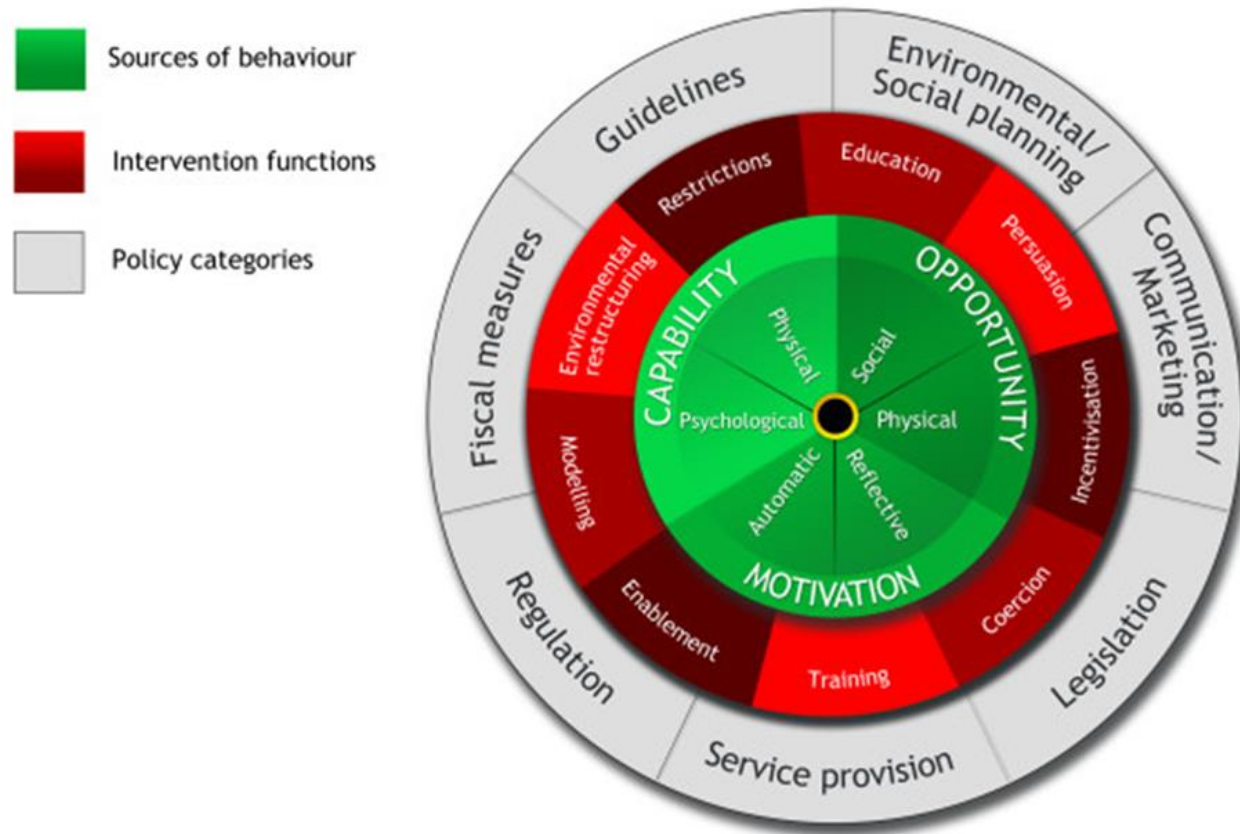 Sources of behaviour
Intervention functions
Policy categories
Guidelines
Environmental/
Social planning
Communication/
Marketing
Legislation
Service provision
Regulation
Fiscal measures
Restrictions
Education
Persuasion
Incentivisation
Coercion
Training
Enablement
Modelling
Environmental
restructuring
CAPABILITY
OPPORTUNITY
MOTIVATION
Physical
Social
Physical
Reflective
Automatic
Psychological